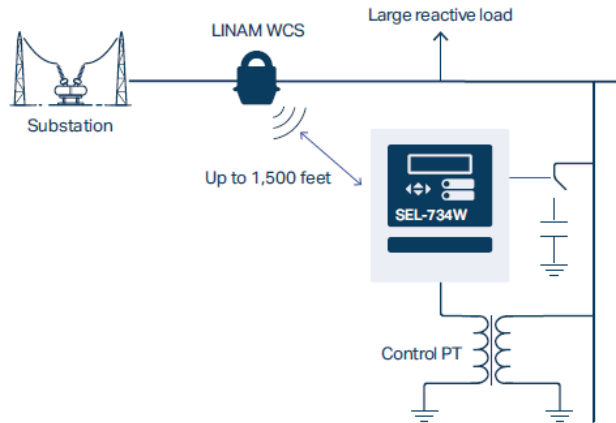 Large reactive load
LINAM WCS
Substation
Up to 1,500 feet
SEL-734W
Control PT